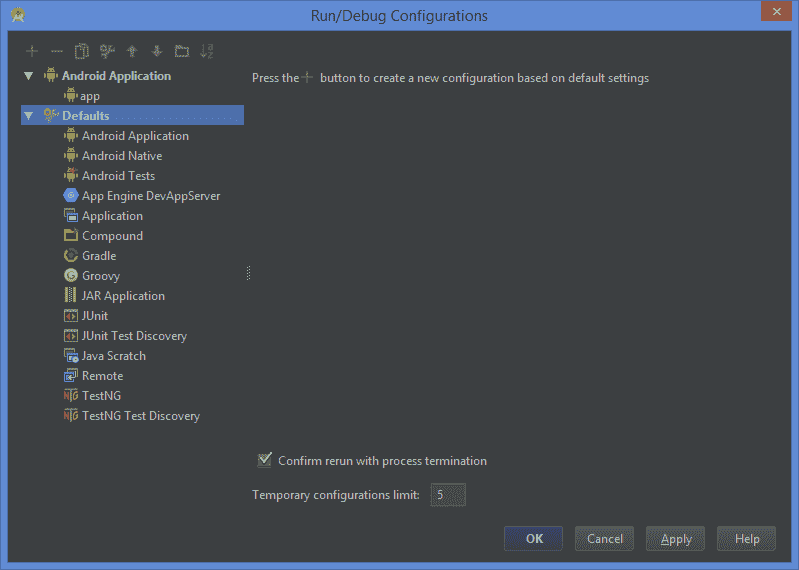 Run/Debug Configurations
Android Application
Press the + button to create a new configuration based on default settings
app
Defaults
Android Application
Android Native
Android Tests
App Engine DevAppServer
Application
Compound
Gradle
Groovy
JAR Application
JUnit
JUnit Test Discovery
Java Scratch
Remote
TestNG
TestNG Test Discovery
Confirm rerun with process termination
Temporary configurations limit: 5
OK Cancel Apply Help